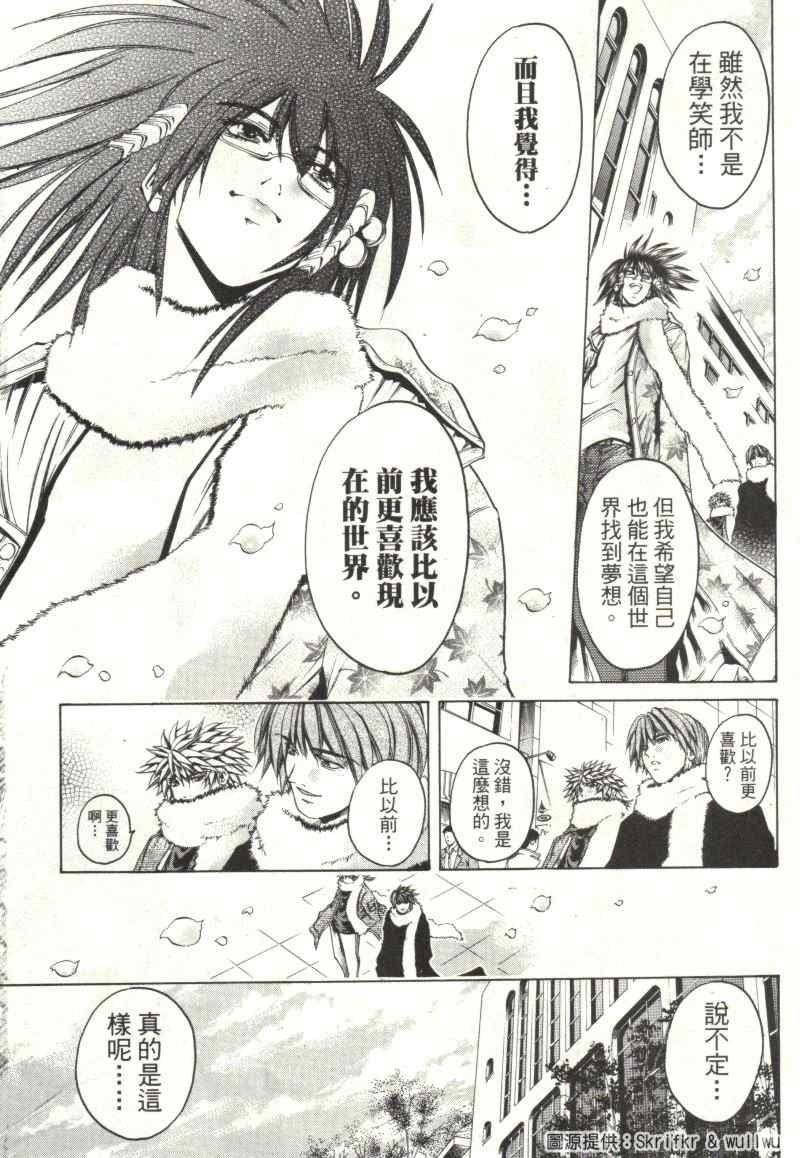 雖然我不是
在學笑師…
但我希望自己
也能在這個世
界找到夢想。
而且我覺得…
我應該比以
前更喜歡現
在的世界。
比以前更
喜歡?
沒錯，我是
這麼想的。
比以前…
更喜歡
啊…
說不定…
真的是這
樣呢……
圖源提供：Skrifkr & wullwu